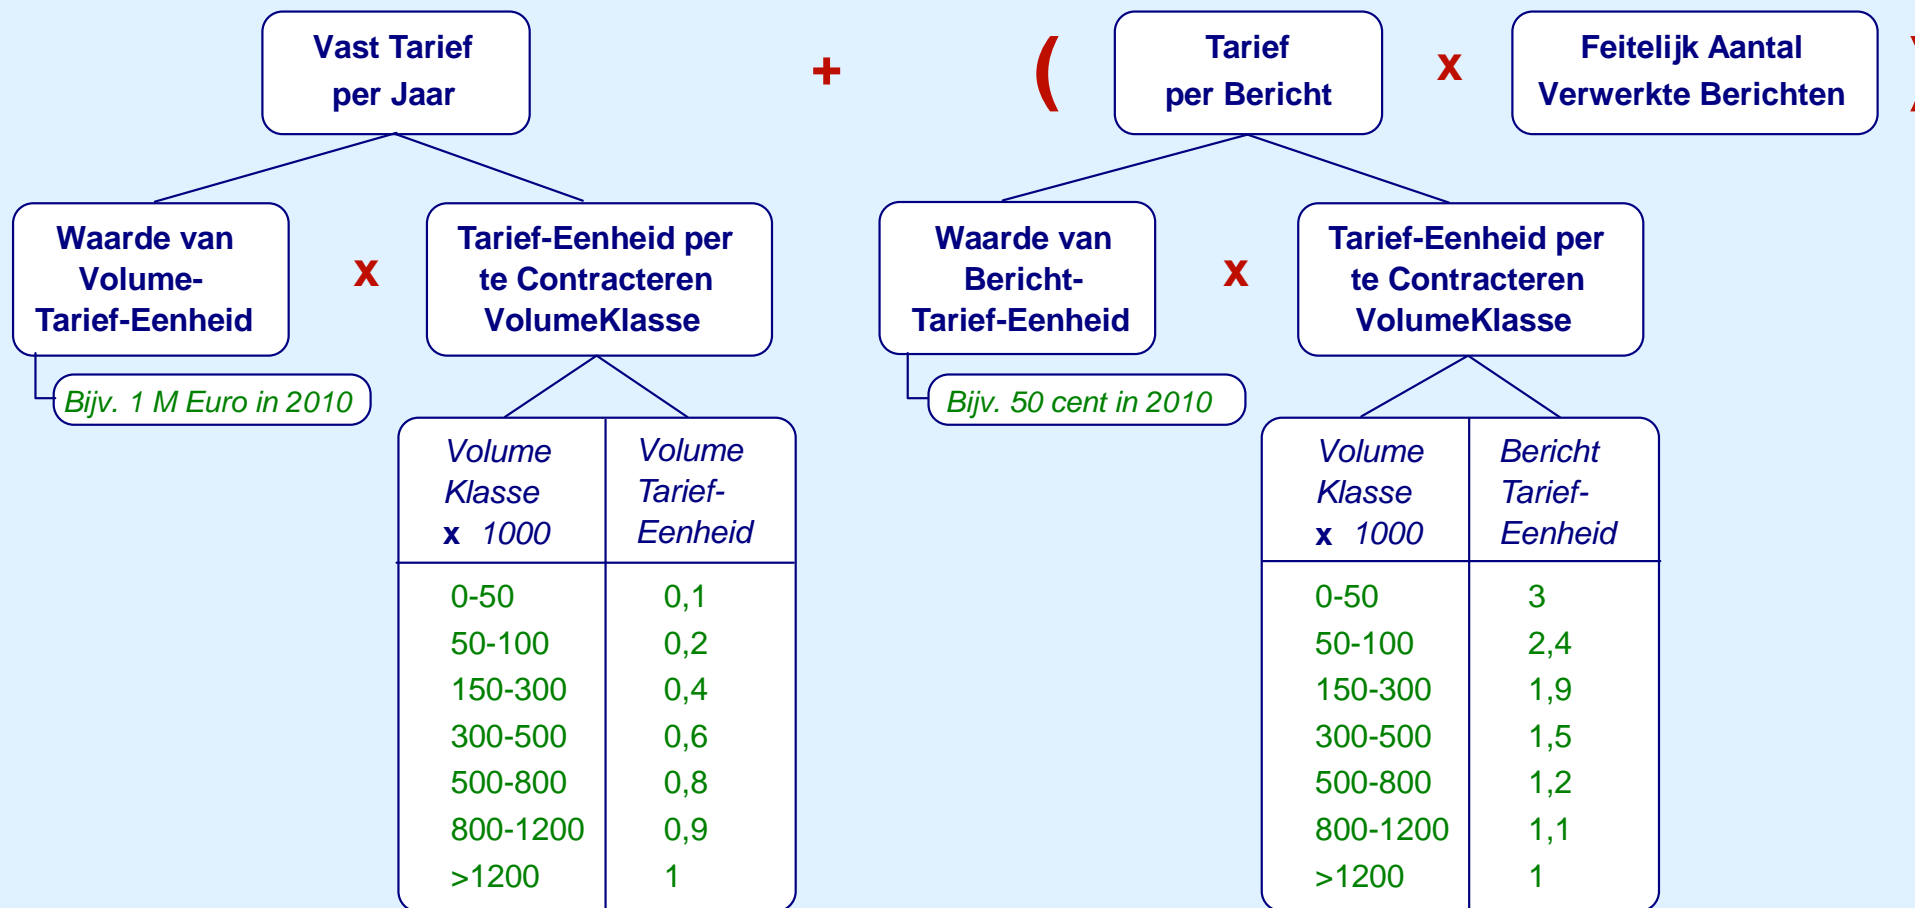 Vast Tarief
per Jaar
+
(
Tarief
per Bericht
x
Feitelijk Aantal
Verwerkte Berichten
)
Waarde van
Volume-
Tarief-Eenheid
x
Tarief-Eenheid per
te Contracteren
VolumeKlasse
Waarde van
Bericht-
Tarief-Eenheid
x
Tarief-Eenheid per
te Contracteren
VolumeKlasse
Bijv. 1 M Euro in 2010
Bijv. 50 cent in 2010
Volume
Klasse
x 1000
Volume
Tarief-
Eenheid
0-50 0,1
50-100 0,2
150-300 0,4
300-500 0,6
500-800 0,8
800-1200 0,9
>1200 1
Volume
Klasse
x 1000
Bericht
Tarief-
Eenheid
0-50 3
50-100 2,4
150-300 1,9
300-500 1,5
500-800 1,2
800-1200 1,1
>1200 1